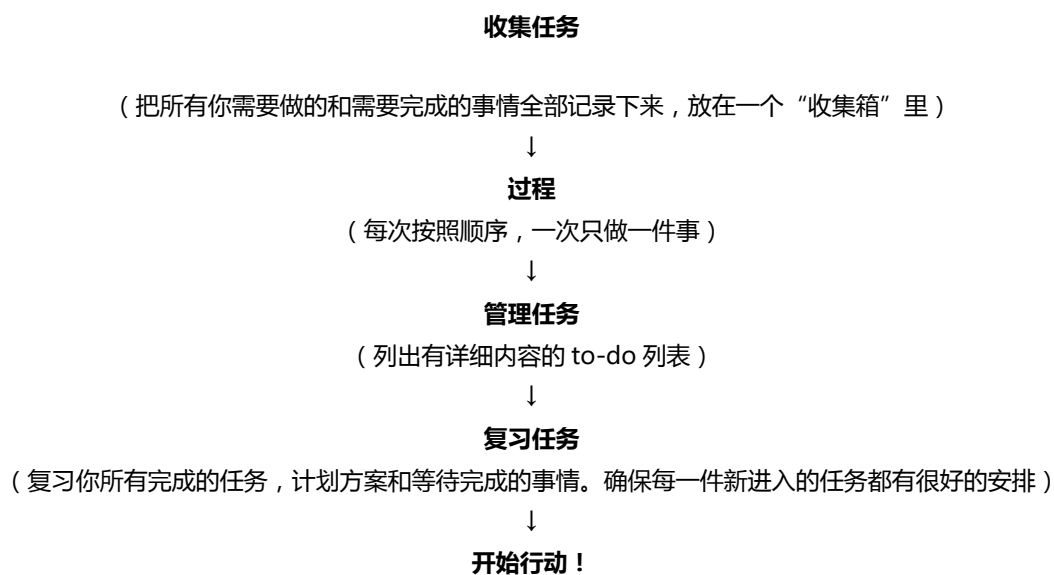 收集任务
（把所有你需要做的和需要完成的事情全部记录下来，放在一个“收集箱”里）
↓
过程
（每次按照顺序，一次只做一件事）
↓
管理任务
（列出有详细内容的 to-do 列表）
↓
复习任务
（复习你所有完成的任务，计划方案和等待完成的事情。确保每一件新进入的任务都有很好的安排）
↓
开始行动！